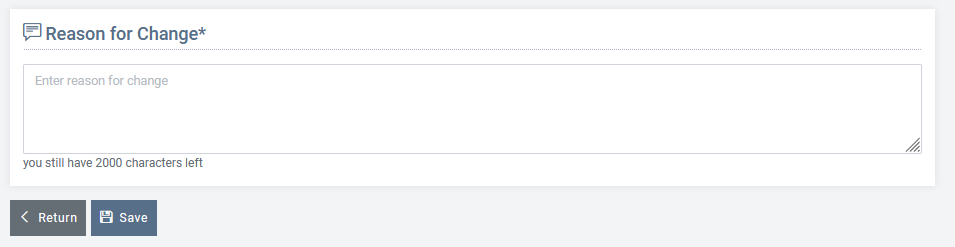 Reason for Change*
Enter reason for change
you still have 2000 characters left
Return Save